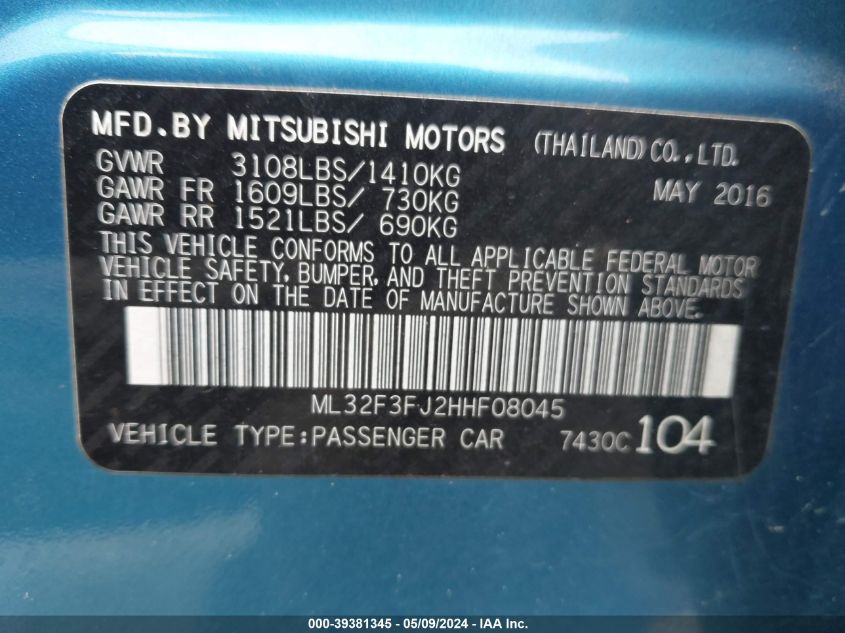 MFD.BY MITSUBISHI MOTORS (THAILAND) CO.,LTD.
GVWR 3108LBS/1410KG MAY 2016
GAWR FR 1609LBS/ 730KG
GAWR RR 1521LBS/ 690KG
THIS VEHICLE CONFORMS TO ALL APPLICABLE FEDERAL MOTOR
VEHICLE SAFETY, BUMPER, AND THEFT PREVENTION STANDARDS
IN EFFECT ON THE DATE OF MANUFACTURE SHOWN ABOVE.
ML32F3FJ2HHF08045
VEHICLE TYPE:PASSENGER CAR 7430C 104
000-39381345 - 05/09/2024 - IAA Inc.